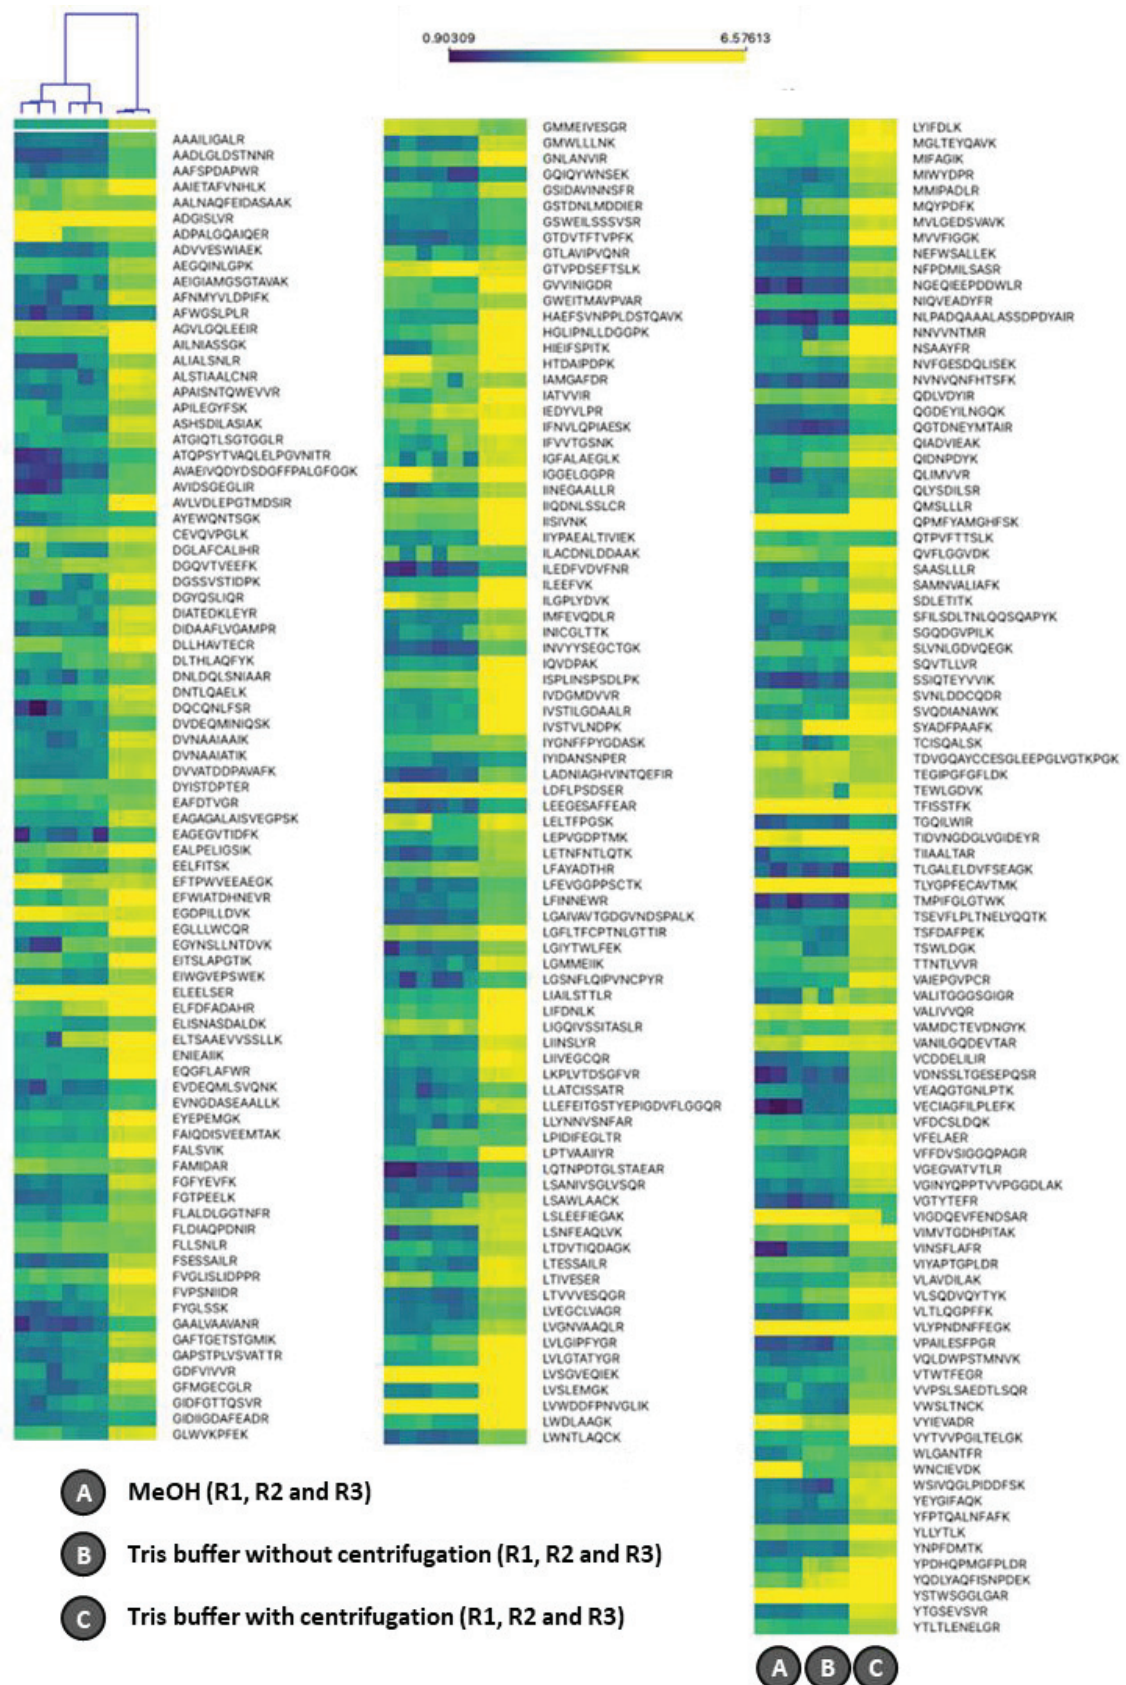 0.90309
6.57613
AAAILIGALR
AADLGLDSTNNR
AAFSPDAPWR
AAIETAFVNHLK
AALNAQFEIDASAAK
ADGISLVR
ADPALGQAIQER
ADVVESWIAEK
AEGQINLGPK
AEIGIAMGSGTAVAK
AFNMYVLDPIFK
AFWGSLPLR
AGVLGQLEEIR
AILNIASSGK
ALIALSNLR
ALSTIAALCNR
APAISNTQWEVVR
APILEGYFSK
ASHSDILASIAK
ATGIQTLSGTGGLR
ATQPSYTVAQLELPGVNITR
AVAEIVQDYDSDGFFPALGFGGK
AVIDSGEGLIR
AVLVDLEPGTMDSIR
AYEWQNTSGK
CEVQVPGLK
DGLAFCALIHR
DGQVTVEEFK
DGSSVSTIDPK
DGYQSLIQR
DIATEDKLEYR
DIDAAFLVGAMPR
DLLHAVTECR
DLTHLAQFYK
DNLDQLSNIAAR
DNTLQAELK
DQCQNLFSR
DVDEQMINIQSK
DVNAAIAAIK
DVNAAIATIK
DVVATDDPAVAFK
DYISTDPTER
EAFDTVGR
EAGAGALAISVEGPSK
EAGEGVTIDFK
EALPELIGSIK
EELFITSK
EFTPWVEEAEGK
EFWIATDHNEVR
EGDPILLDVK
EGLLLWCQR
EGYNSLLNTDVK
EITSLAPGTIK
EIWGVEPSWEK
ELEELSER
ELFDFADAHR
ELISNASDALDK
ELTSAAEVVSSLLK
ENIEAIIK
EQGFLAFWR
EVDEQMLSVQNK
EVNGDASEAALLK
EYEPEMGK
FAIQDISVEEMTAK
FALSVIK
FAMIDAR
FGFYEVFK
FGTPEELK
FLALDLGGTNFR
FLDIAQPDNIR
FLLSNLR
FSESSAILR
FVGLISLIDPPR
FVPSNIIDR
FYGLSSK
GAALVAAVANR
GAFTGETSTGMIK
GAPSTPLVSVATTR
GDFVIVVR
GFMGECGLR
GIDFGTTQSVR
GIDIIGDAFEADR
GLWVKPFEK
GMMEIVESGR
GMWLLLNK
GNLANVIR
GQIQYWNSEK
GSIDAVINNSFR
GSTDNLMDDIER
GSWEILSSSVSR
GTDVTFTVPFK
GTLAVIPVQNR
GTVPDSEFTSLK
GVVINIGDR
GWEITMAVPVAR
HAEFSVNPPLDSTQAVK
HGLIPNLLDGGPK
HIEIFSPITK
HTDAIPDPK
IAMGAFDR
IATVVIR
IEDYVLPR
IFNVLQPIAESK
IFVVTGSNK
IGFALAEGLK
IGGELGGPR
IINEGAALLR
IIQDNLSSLCR
IISIVNK
IIYPAEALTIVIEK
ILACDNLDDAAK
ILEDFVDVFNR
ILEEFVK
ILGPLYDVK
IMFEVQDLR
INICGLTTK
INVYYSEGCTGK
IQVDPAK
ISPLINSPSDLPK
IVDGMDVVR
IVSTILGDAALR
IVSTVLNDPK
IYGNFFPYGDASK
IYIDANSNPER
LADNIAGHVINTQEFIR
LDFLPSDSER
LEEGESAFFEAR
LELTFPGSK
LEPVGDPTMK
LETNFNTLQTK
LFAYADTHR
LFEVGGPPSCTK
LFINNEWR
LGAIVAVTGDGVNDSPALK
LGFLTFCPTNLGTTIR
LGIYTWLFEK
LGMMEIIK
LGSNFLQIPVNCPYR
LIAILSTTLR
LIFDNLK
LIGQIVSSITASLR
LIINSLYR
LIIVEGCQR
LKPLVTDSGFVR
LLATCISSATR
LLEFEITGSTYEPIGDVFLGGQR
LLYNNVSNFAR
LPIDIFEGLTR
LPTVAAIIYR
LQTNPDTGLSTAEAR
LSANIVSGLVSQR
LSAWLAACK
LSLEEFIEGAK
LSNFEAQLVK
LTDVTIQDAGK
LTESSAILR
LTIVESER
LTVVVESQGR
LVEGCLVAGR
LVGNVAAQLR
LVLGIPFYGR
LVLGTATYGR
LVSGVEQIEK
LVSLEMGK
LVWDDFPNVGLIK
LWDLAAGK
LWNTLAQCK
LYIFDLK
MGLTEYQAVK
MIFAGIK
MIWYDPR
MMIPADLR
MQYPDFK
MVLGEDSVAVK
MVVFIGGK
NEFWSALLEK
NFPDMILSASR
NGEQIEEPDDWLR
NIQVEADYFR
NLPADQAAALASSDPDYAIR
NNVVNTMR
NSAAYFR
NVFGESDQLISEK
NVNVQNFHTSFK
QDLVDYIR
QGDEYILNGQK
QGTDNEYMTAIR
QIADVIEAK
QIDNPDYK
QLIMVVR
QLYSDILSR
QMSLLLR
QPMFYAMGHFSK
QTPVFTTSLK
QVFLGGVDK
SAASLLLR
SAMNVALIAFK
SDLETITK
SFILSDLTNLQQSQAPYK
SGQDGVPILK
SLVNLGDVQEGK
SQVTLLVR
SSIQTEYVVIK
SVNLDDCQDR
SVQDIANAWK
SYADFPAAFK
TCISQALSK
TDVGQAYCCESGLEEPGLVGTKPGK
TEGIPGFGFLDK
TEWLGDVK
TFISSTFK
TGQILWIR
TIDVNGDGLVGIDEYR
TIIAALTAR
TLGALELDVFSEAGK
TLYGPFECAVTMK
TMPIFGLGTWK
TSEVFLPLTNELYQQTK
TSFDAFPEK
TSWLDGK
TTNTLVVR
VAIEPGVPCR
VALITGGGSGIGR
VALIVVQR
VAMDCTEVDNGYK
VANILGQDEVTAR
VCDDELILIR
VDNSSLTGESEPQSR
VEAQGTGNLPTK
VECIAGFILPLEFK
VFDCSLDQK
VFELAER
VFFDVSIGGQPAGR
VGEGVATVTLR
VGINYQPPTVVPGGDLAK
VGTYTEFR
VIGDQEVFENDSAR
VIMVTGDHPITAK
VINSFLAFR
VIYAPTGPLDR
VLAVDILAK
VLSQDVQYTYK
VLTLQGPFFK
VLYPNDNFFEGK
VPAILESFPGR
VQLDWPSTMNVK
VTWTFEGR
VVPSLSAEDTLSQR
VWSLTNCK
VYIEVADR
VYTVVPGILTELGK
WLGANTFR
WNCIEVDK
WSIVQGLPIDDFSK
YEYGIFAQK
YFPTQALNFAFK
YLLYTLK
YNPFDMTK
YPDHQPMGFPLDR
YQDLYAQFISNPDEK
YSTWSGGLGAR
YTGSEVSVR
YTLTLENELGR
A MeOH (R1, R2 and R3)
B Tris buffer without centrifugation (R1, R2 and R3)
C Tris buffer with centrifugation (R1, R2 and R3)
A B C